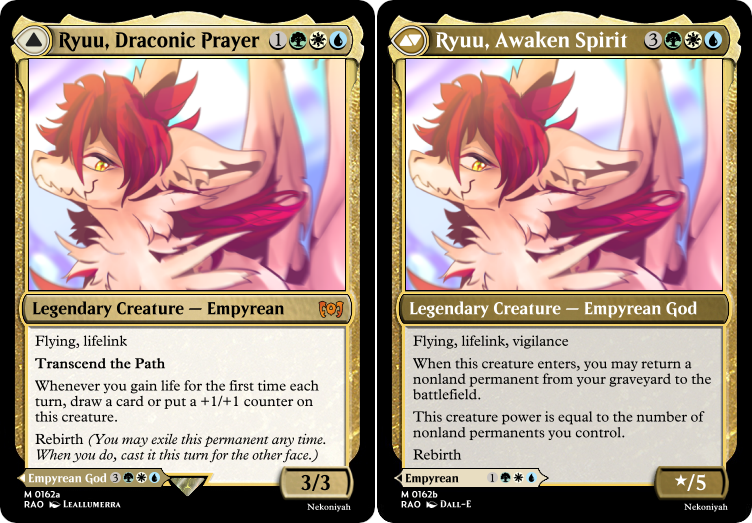 Ryuu, Draconic Prayer 1
Legendary Creature — Empyrean
Flying, lifelink
Transcend the Path
Whenever you gain life for the first time each
turn, draw a card or put a +1/+1 counter on
this creature.
Rebirth (You may exile this permanent any time.
When you do, cast it this turn for the other face.)
Empyrean God 3
3/3
M 0162a
RAO Leallumerra
Nekoniyah
Ryuu, Awaken Spirit 3
Legendary Creature — Empyrean God
Flying, lifelink, vigilance
When this creature enters, you may return a
nonland permanent from your graveyard to the
battlefield.
This creature power is equal to the number of
nonland permanents you control.
Rebirth
Empyrean 1
★/5
M 0162b
RAO Dall-E
Nekoniyah